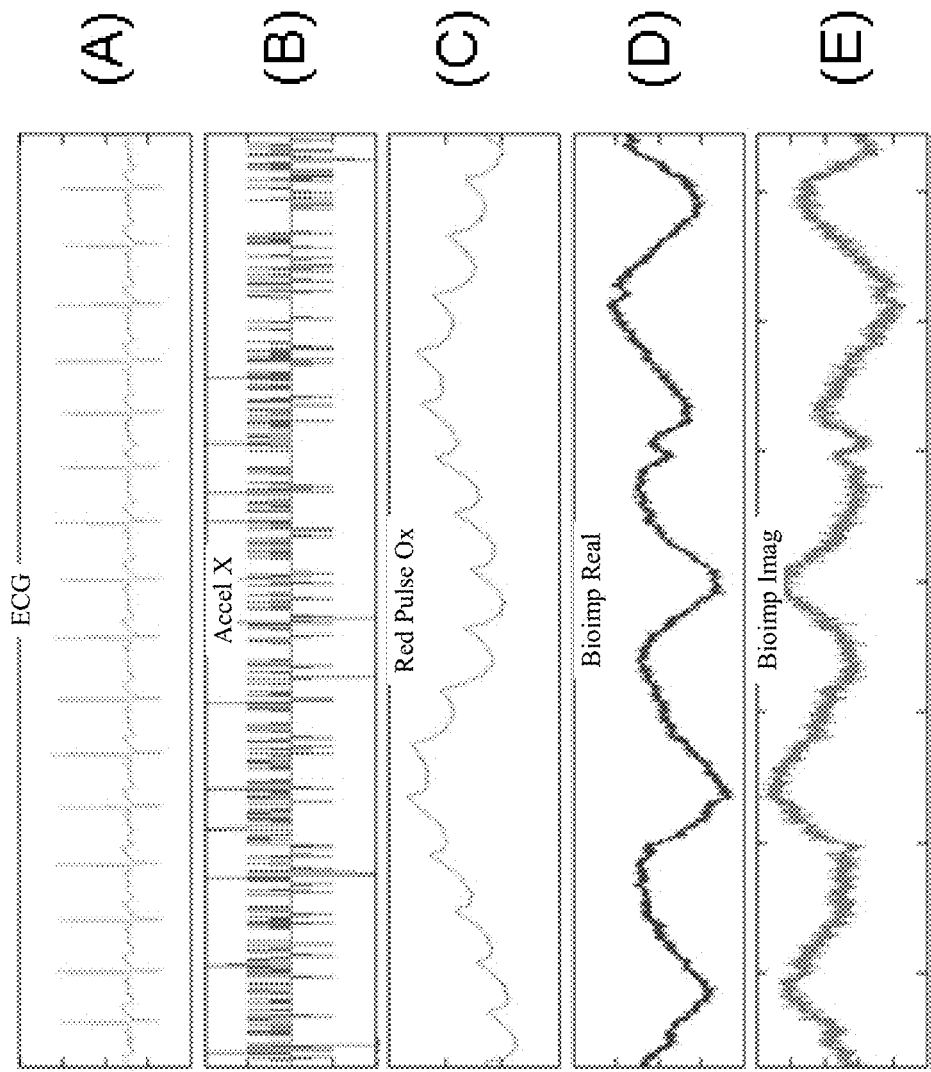 ECG
(A)
Accel X
(B)
Red Pulse Ox
(C)
Bioimp Real
(D)
Bioimp Imag
(E)